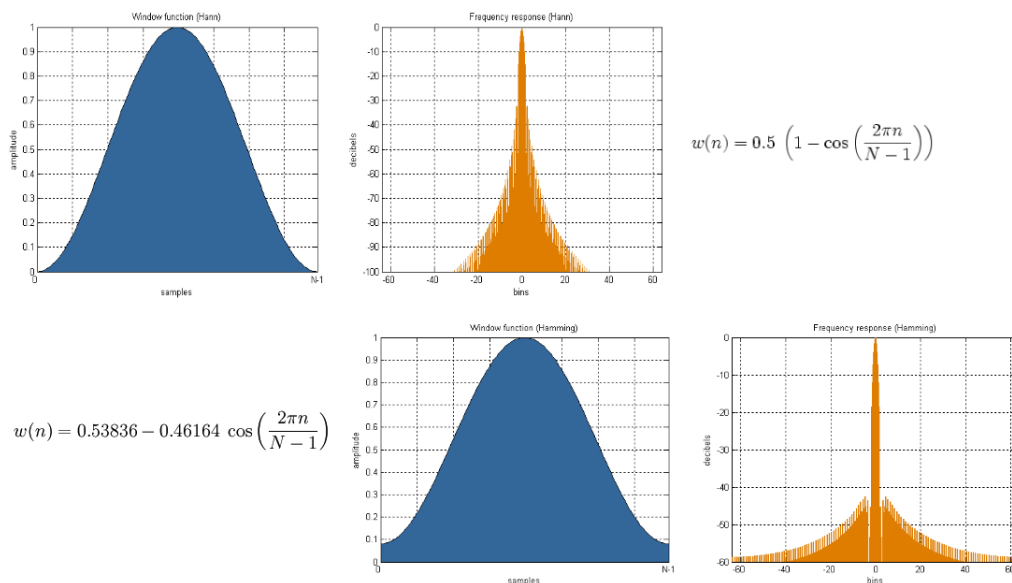 Window function (Hann)
1
0.9
0.8
0.7
0.6
0.5
0.4
0.3
0.2
0.1
0
amplitude
0 N-1
samples
Frequency response (Hann)
0
-10
-20
-30
-40
-50
-60
-70
-80
-90
-100
decibels
-60 -40 -20 0 20 40 60
bins
w(n) = 0.5 (1 − cos(2πn / N − 1))
w(n) = 0.53836 − 0.46164 cos(2πn / N − 1)
Window function (Hamming)
1
0.9
0.8
0.7
0.6
0.5
0.4
0.3
0.2
0.1
0
amplitude
0 N-1
samples
Frequency response (Hamming)
0
-10
-20
-30
-40
-50
-60
decibels
-60 -40 -20 0 20 40 60
bins